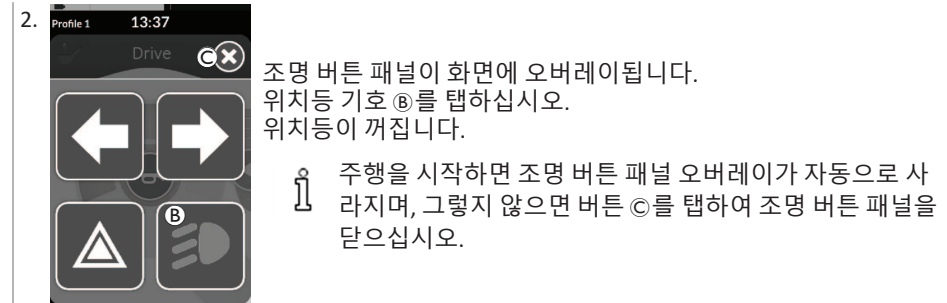 2.
Profile 1 13:37
Drive Ⓒ
Ⓑ
조명 버튼 패널이 화면에 오버레이됩니다.
위치등 기호 Ⓑ를 탭하십시오.
위치등이 꺼집니다.
주행을 시작하면 조명 버튼 패널 오버레이가 자동으로 사
라지며, 그렇지 않으면 버튼 Ⓒ를 탭하여 조명 버튼 패널을
닫으십시오.